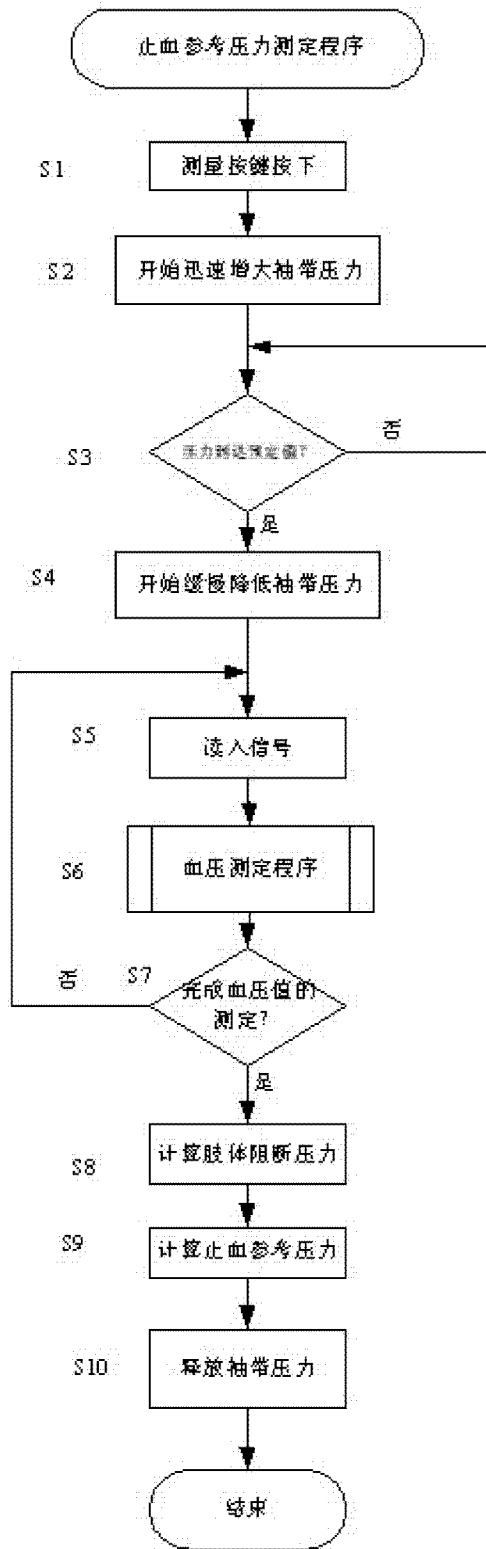 止血参考压力测定程序
S1
测量按键按下
S2
开始迅速增大袖带压力
S3
压力到达预定值?
否
是
S4
开始缓慢降低袖带压力
S5
读入信号
S6
血压测定程序
S7
否
完成血压值的
测定?
是
S8
计算肢体阻断压力
S9
计算止血参考压力
S10
释放袖带压力
结束